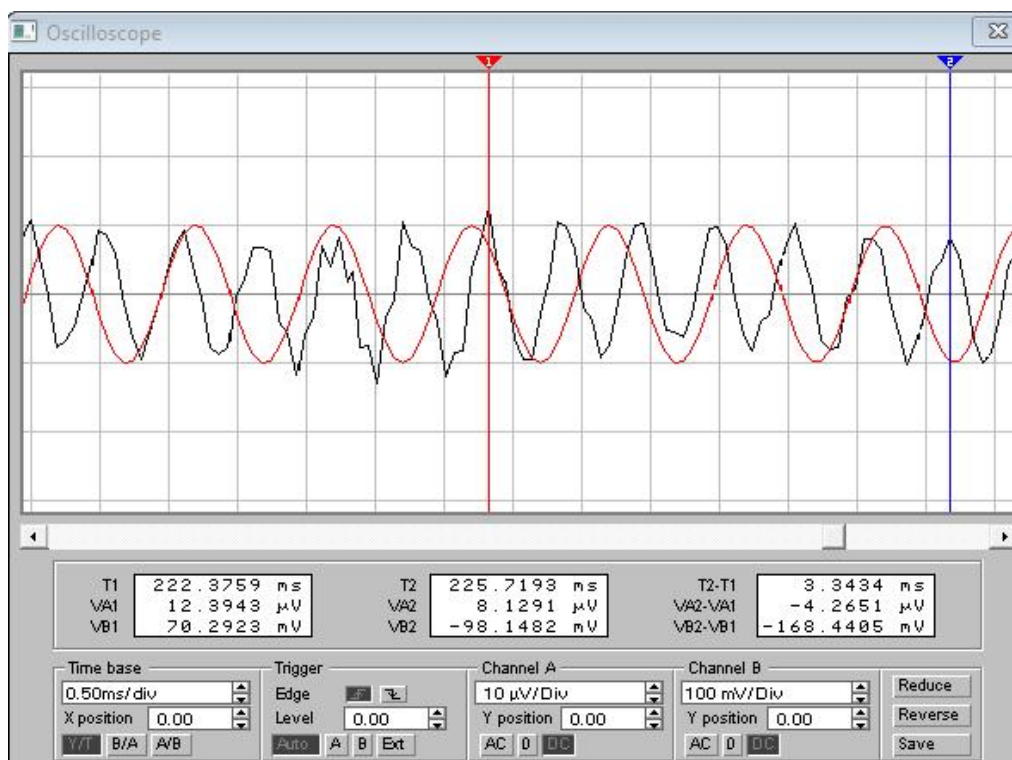 Oscilloscope
1 2
T1 222.3759 ms T2 225.7193 ms T2-T1 3.3434 ms
VA1 12.3943 µV VA2 8.1291 µV VA2-VA1 -4.2651 µV
VB1 70.2923 mV VB2 -98.1482 mV VB2-VB1 -168.4405 mV
Time base Trigger Channel A Channel B
0.50ms/div Edge 10 µV/Div 100 mV/Div Reduce
X position 0.00 Level 0.00 Y position 0.00 Y position 0.00 Reverse
Y/T B/A A/B Auto A B Ext AC 0 DC AC 0 DC Save